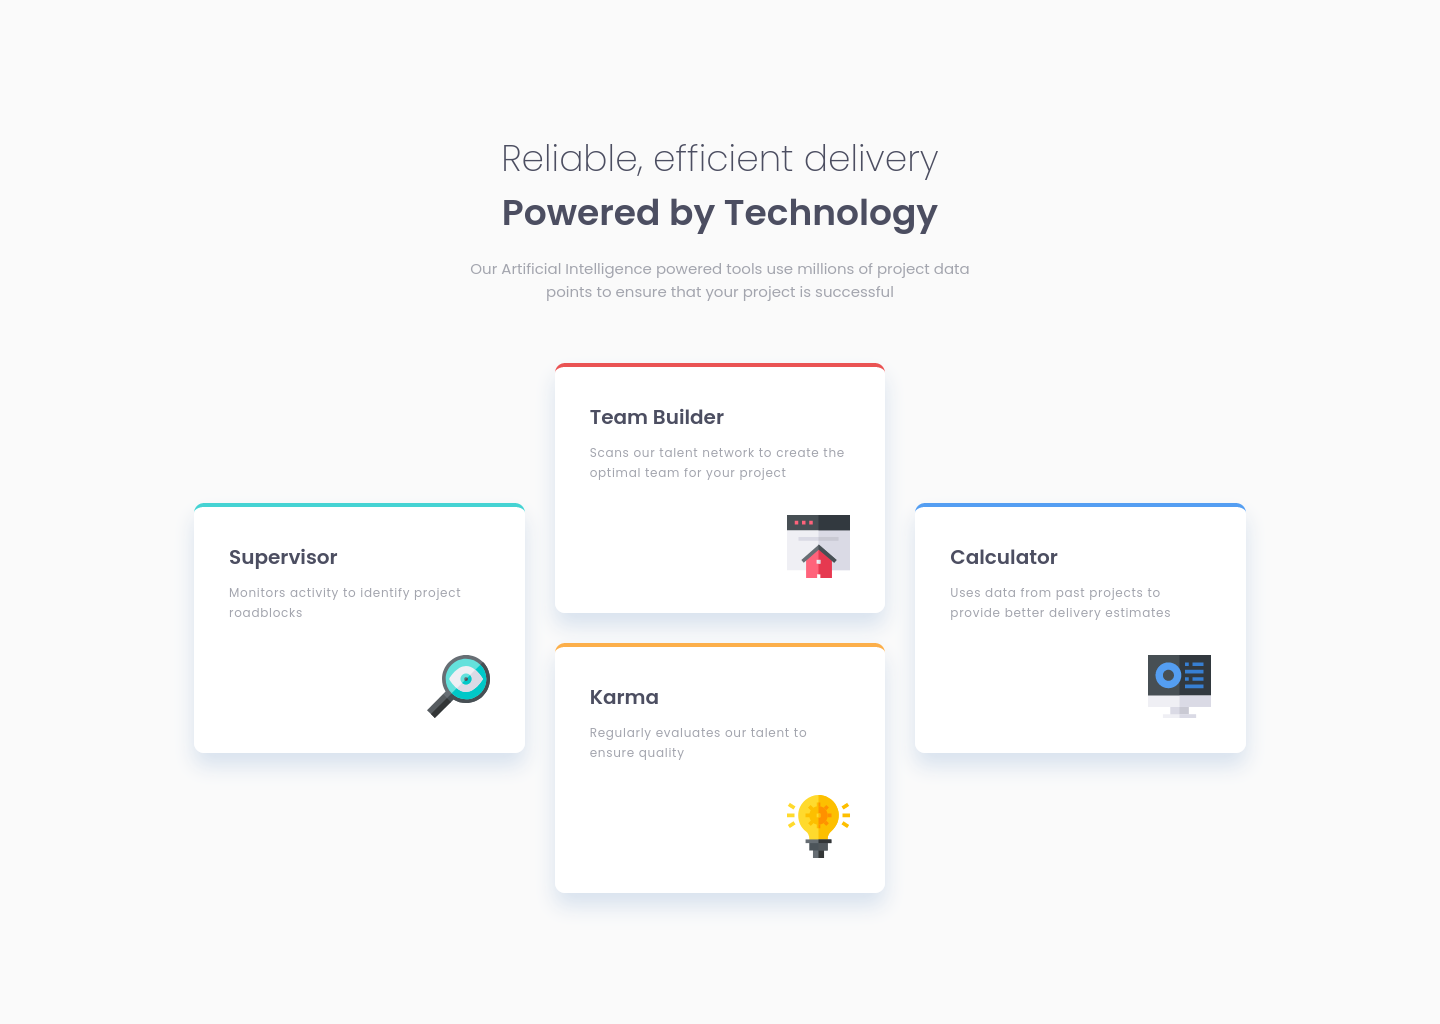 Reliable, efficient delivery
Powered by Technology
Our Artificial Intelligence powered tools use millions of project data
points to ensure that your project is successful
Supervisor
Monitors activity to identify project
roadblocks
Team Builder
Scans our talent network to create the
optimal team for your project
Karma
Regularly evaluates our talent to
ensure quality
Calculator
Uses data from past projects to
provide better delivery estimates